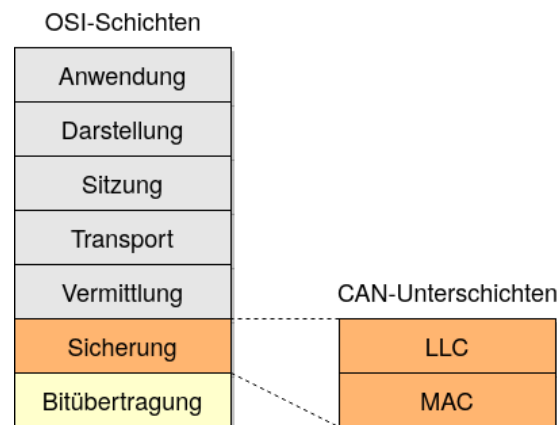 OSI-Schichten
Anwendung
Darstellung
Sitzung
Transport
Vermittlung
Sicherung
Bitübertragung
CAN-Unterschichten
LLC
MAC